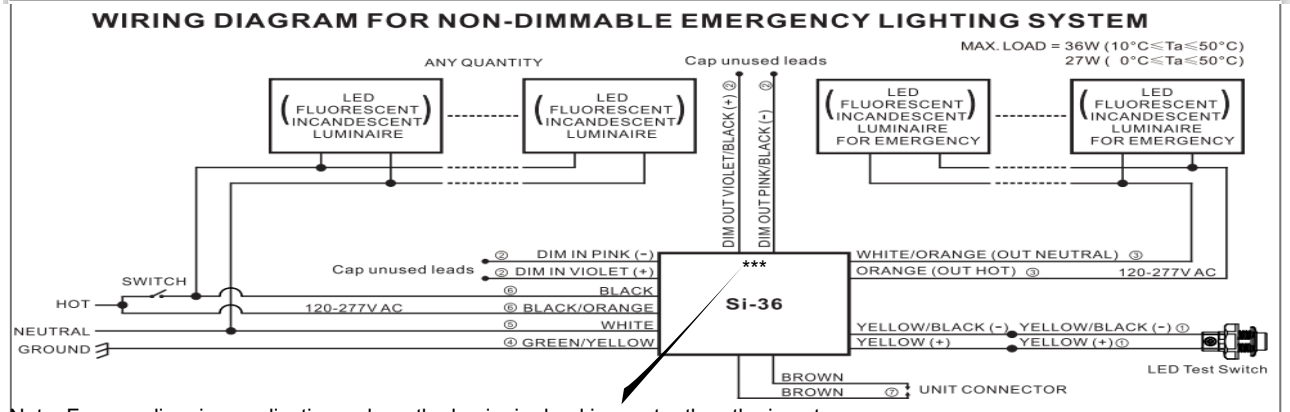 WIRING DIAGRAM FOR NON-DIMMABLE EMERGENCY LIGHTING SYSTEM
MAX. LOAD = 36W (10°C≤Ta≤50°C)
27W ( 0°C≤Ta≤50°C)
ANY QUANTITY
Cap unused leads
( LED FLUORESCENT INCANDESCENT ) LUMINAIRE
( LED FLUORESCENT INCANDESCENT ) LUMINAIRE
( LED FLUORESCENT INCANDESCENT ) LUMINAIRE FOR EMERGENCY
( LED FLUORESCENT INCANDESCENT ) LUMINAIRE FOR EMERGENCY
DIM OUT VIOLET/BLACK (+) ②
DIM OUT PINK/BLACK (-) ②
② DIM IN PINK (-)
Cap unused leads
② DIM IN VIOLET (+)
SWITCH
⑥ BLACK
HOT
120-277V AC
⑥ BLACK/ORANGE
NEUTRAL
⑤ WHITE
GROUND
④ GREEN/YELLOW
***
Si-36
WHITE/ORANGE (OUT NEUTRAL) ③
ORANGE (OUT HOT) ③
120-277V AC
YELLOW/BLACK (-)
YELLOW/BLACK (-) ①
YELLOW (+)
YELLOW (+) ①
LED Test Switch
BROWN
BROWN
⑦ UNIT CONNECTOR